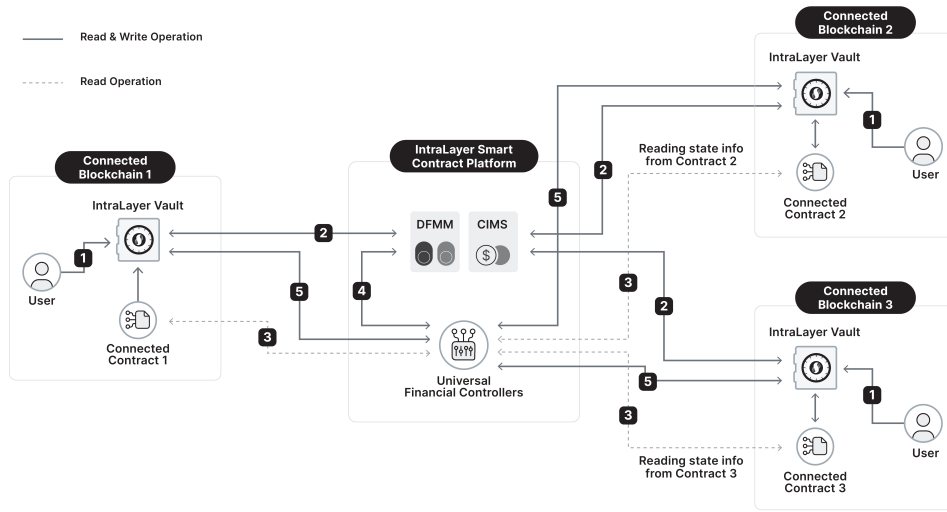 Read & Write Operation
Read Operation
Connected
Blockchain 1
IntraLayer Vault
1
User
Connected
Contract 1
2
5
3
IntraLayer Smart
Contract Platform
DFMM
CIMS
$
4
Universal
Financial Controllers
5
2
3
Reading state info
from Contract 2
2
5
3
Reading state info
from Contract 3
Connected
Blockchain 2
IntraLayer Vault
1
User
Connected
Contract 2
Connected
Blockchain 3
IntraLayer Vault
1
User
Connected
Contract 3